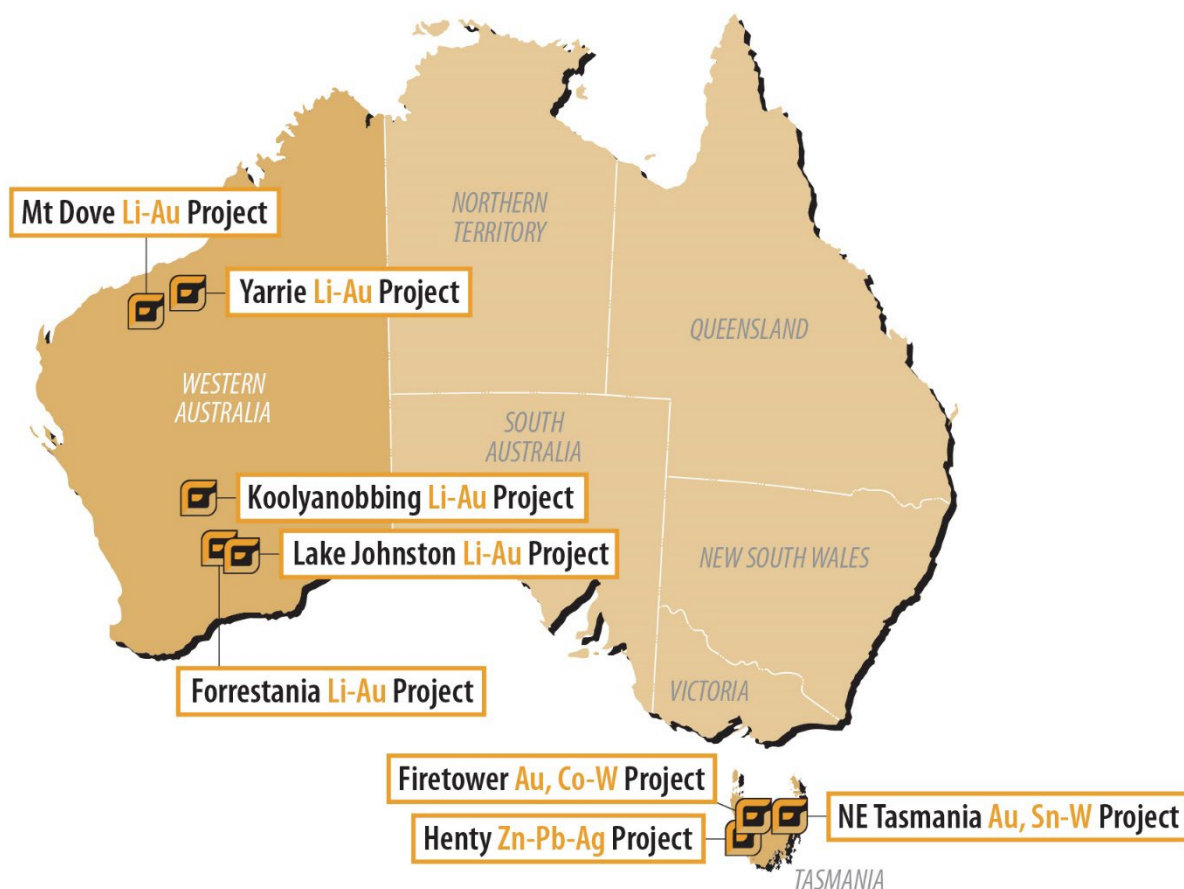 NORTHERN
TERRITORY
Mt Dove Li-Au Project
Yarrie Li-Au Project
QUEENSLAND
WESTERN
AUSTRALIA
SOUTH
AUSTRALIA
Koolyanobbing Li-Au Project
Lake Johnston Li-Au Project
NEW SOUTH WALES
Forrestania Li-Au Project
VICTORIA
Firetower Au, Co-W Project
NE Tasmania Au, Sn-W Project
Henty Zn-Pb-Ag Project
TASMANIA